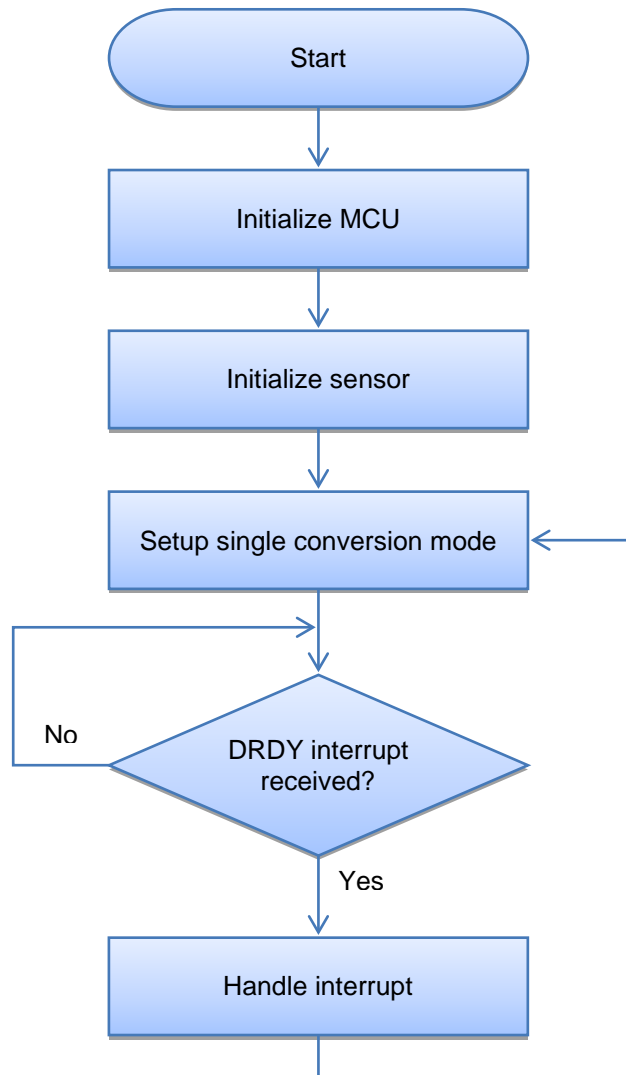 Start
Initialize MCU
Initialize sensor
Setup single conversion mode
No
DRDY interrupt
received?
Yes
Handle interrupt